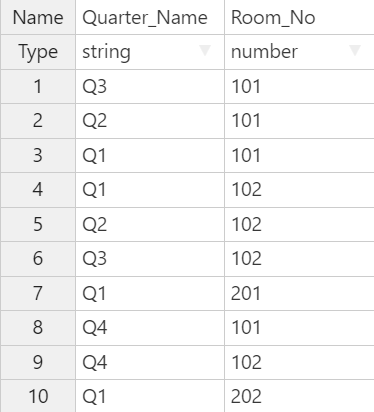 Name Quarter_Name Room_No
Type string number
1 Q3 101
2 Q2 101
3 Q1 101
4 Q1 102
5 Q2 102
6 Q3 102
7 Q1 201
8 Q4 101
9 Q4 102
10 Q1 202